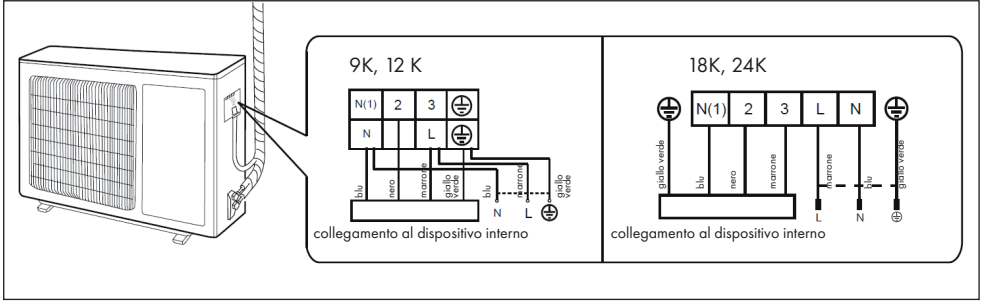 9K, 12 K
N(1) 2 3
N L
blu nero marrone giallo verde blu marrone giallo verde
N L
collegamento al dispositivo interno
18K, 24K
N(1) 2 3 L N
giallo verde blu nero marrone marrone blu giallo verde
L N
collegamento al dispositivo interno